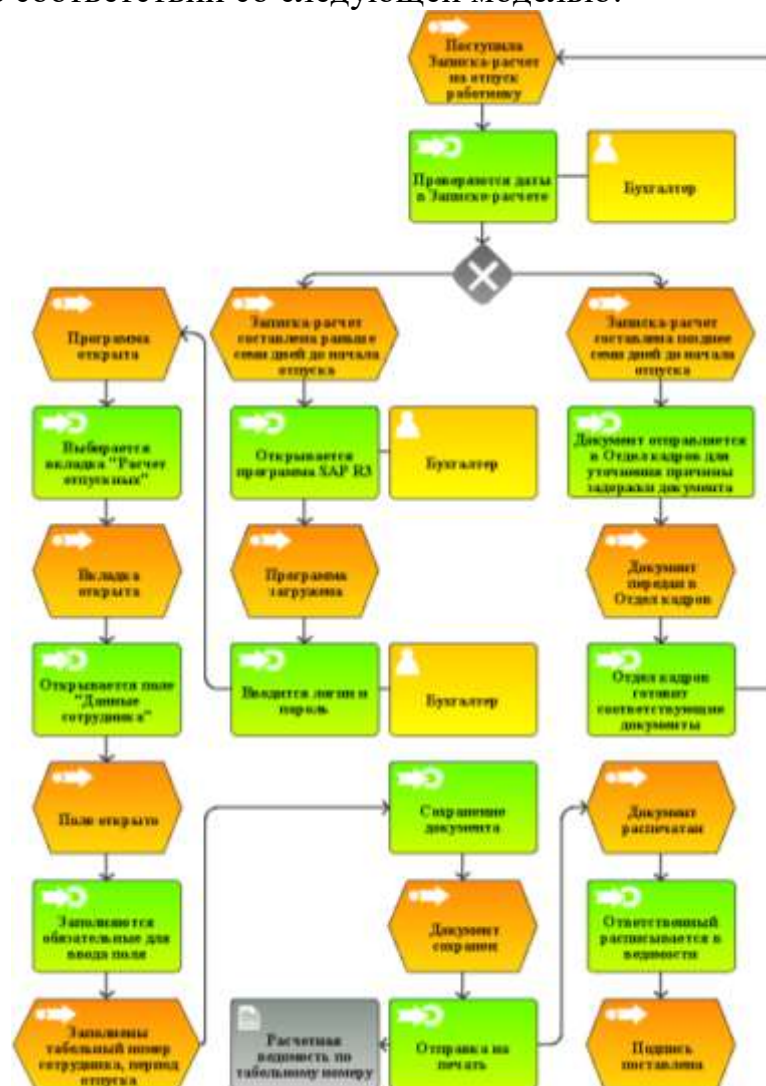 в соответствии со следующей моделью:
Поступила
Записка-расчет
на отпуск
работнику
Проверяются даты
в Записке-расчете
Бухгалтер
Программа
открыта
Записка-расчет
составлена раньше
семи дней до начала
отпуска
Записка-расчет
составлена позднее
семи дней до начала
отпуска
Выбирается
вкладка "Расчет
отпускных"
Открывается
программа SAP R3
Бухгалтер
Документ отправляется
в Отдел кадров для
уточнения причины
задержки документа
Вкладка
открыта
Программа
загружена
Документ
передан в
Отдел кадров
Открывается поле
"Данные
сотрудника"
Вводится логин и
пароль
Бухгалтер
Отдел кадров
готовит
соответствующие
документы
Поле открыто
Сохранение
документа
Документ
распечатан
Заполняются
обязательные для
ввода поля
Документ
сохранен
Ответственный
расписывается в
ведомости
Заполнены
табельный номер
сотрудника, период
отпуска
Расчетная
ведомость по
табельному номеру
Отправка на
печать
Подпись
поставлена